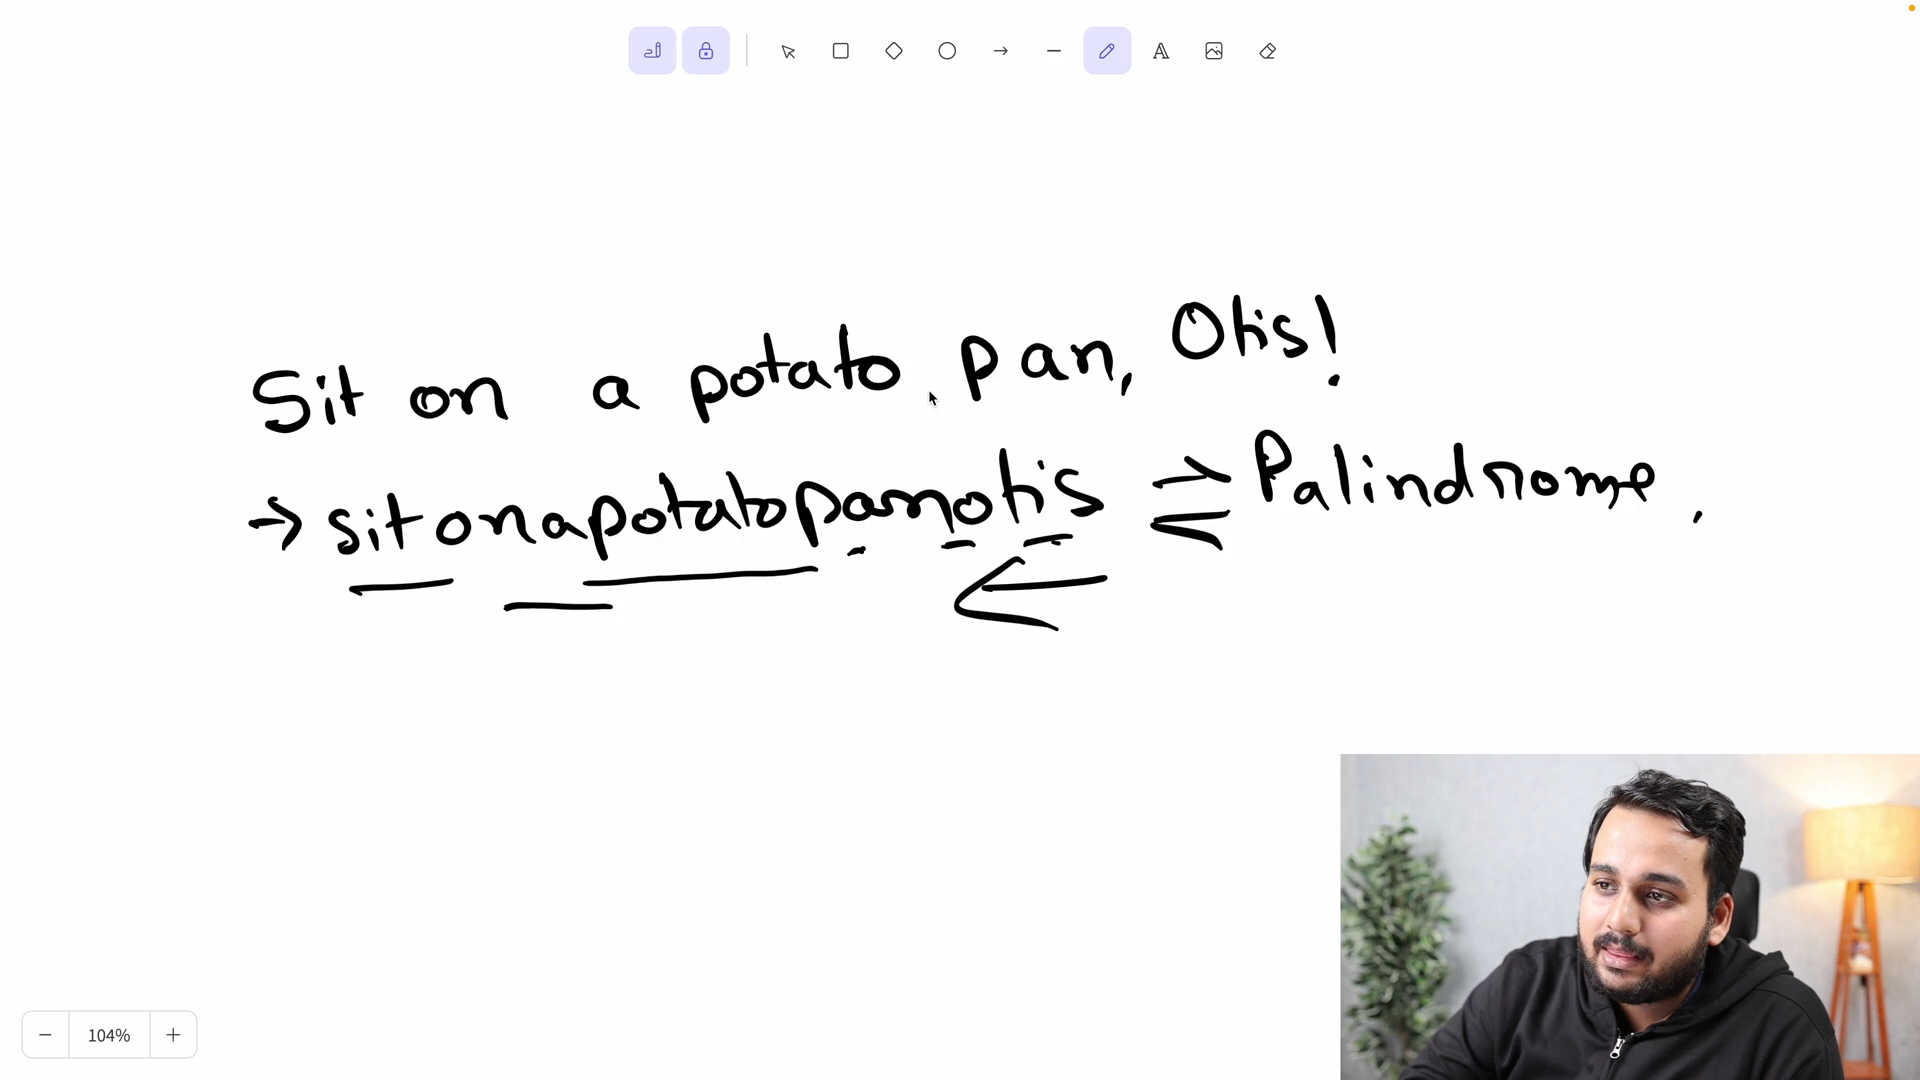 Sit on a potato pan, Otis!
→ sitonapotatopanotis ⇒ Palindrome.
104%